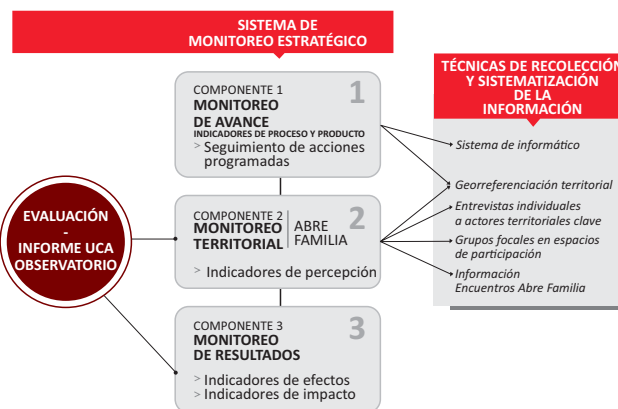 SISTEMA DE
MONITOREO ESTRATÉGICO
COMPONENTE 1
1
MONITOREO
DE AVANCE
INDICADORES DE PROCESO Y PRODUCTO
> Seguimiento de acciones
programadas
COMPONENTE 2
2
MONITOREO
TERRITORIAL
ABRE
FAMILIA
> Indicadores de percepción
COMPONENTE 3
3
MONITOREO
DE RESULTADOS
> Indicadores de efectos
> Indicadores de impacto
EVALUACIÓN
-
INFORME UCA
OBSERVATORIO
TÉCNICAS DE RECOLECCIÓN
Y SISTEMATIZACIÓN
DE LA
INFORMACIÓN
Sistema de informático
Georreferenciación territorial
Entrevistas individuales
a actores territoriales clave
Grupos focales en espacios
de participación
Información
Encuentros Abre Familia